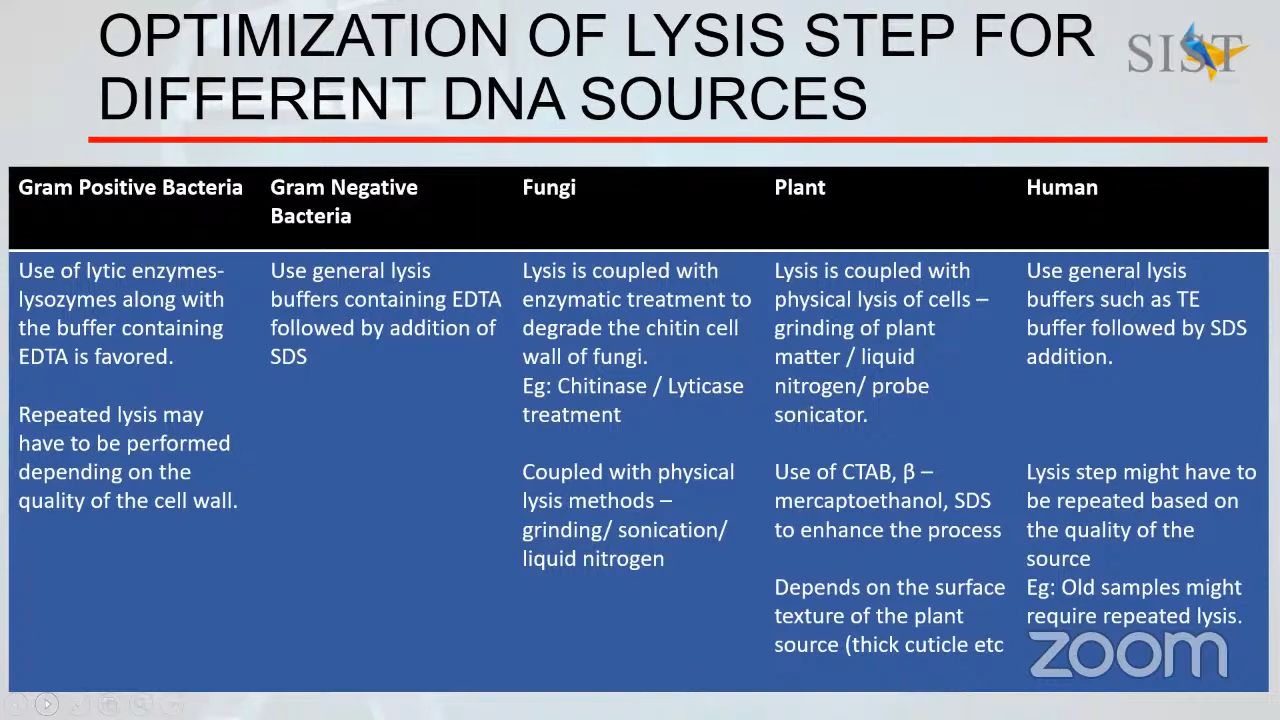 OPTIMIZATION OF LYSIS STEP FOR
DIFFERENT DNA SOURCES
SIST
Gram Positive Bacteria
Use of lytic enzymes-
lysozymes along with
the buffer containing
EDTA is favored.
Repeated lysis may
have to be performed
depending on the
quality of the cell wall.
Gram Negative
Bacteria
Use general lysis
buffers containing EDTA
followed by addition of
SDS
Fungi
Lysis is coupled with
enzymatic treatment to
degrade the chitin cell
wall of fungi.
Eg: Chitinase / Lyticase
treatment
Coupled with physical
lysis methods –
grinding/ sonication/
liquid nitrogen
Plant
Lysis is coupled with
physical lysis of cells –
grinding of plant
matter / liquid
nitrogen/ probe
sonicator.
Use of CTAB, β –
mercaptoethanol, SDS
to enhance the process
Depends on the surface
texture of the plant
source (thick cuticle etc
Human
Use general lysis
buffers such as TE
buffer followed by SDS
addition.
Lysis step might have to
be repeated based on
the quality of the
source
Eg: Old samples might
require repeated lysis.
zoom